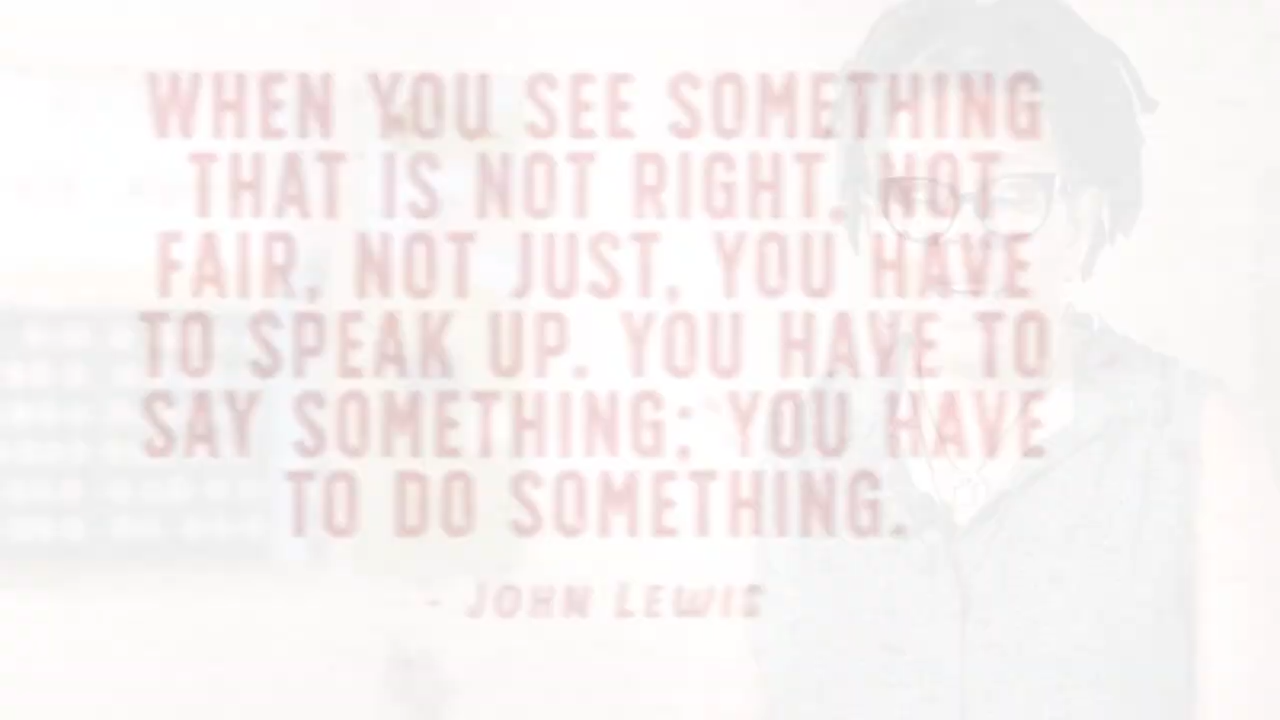 WHEN YOU SEE SOMETHING
THAT IS NOT RIGHT, NOT
FAIR, NOT JUST, YOU HAVE
TO SPEAK UP. YOU HAVE TO
SAY SOMETHING; YOU HAVE
TO DO SOMETHING.
- JOHN LEWIS